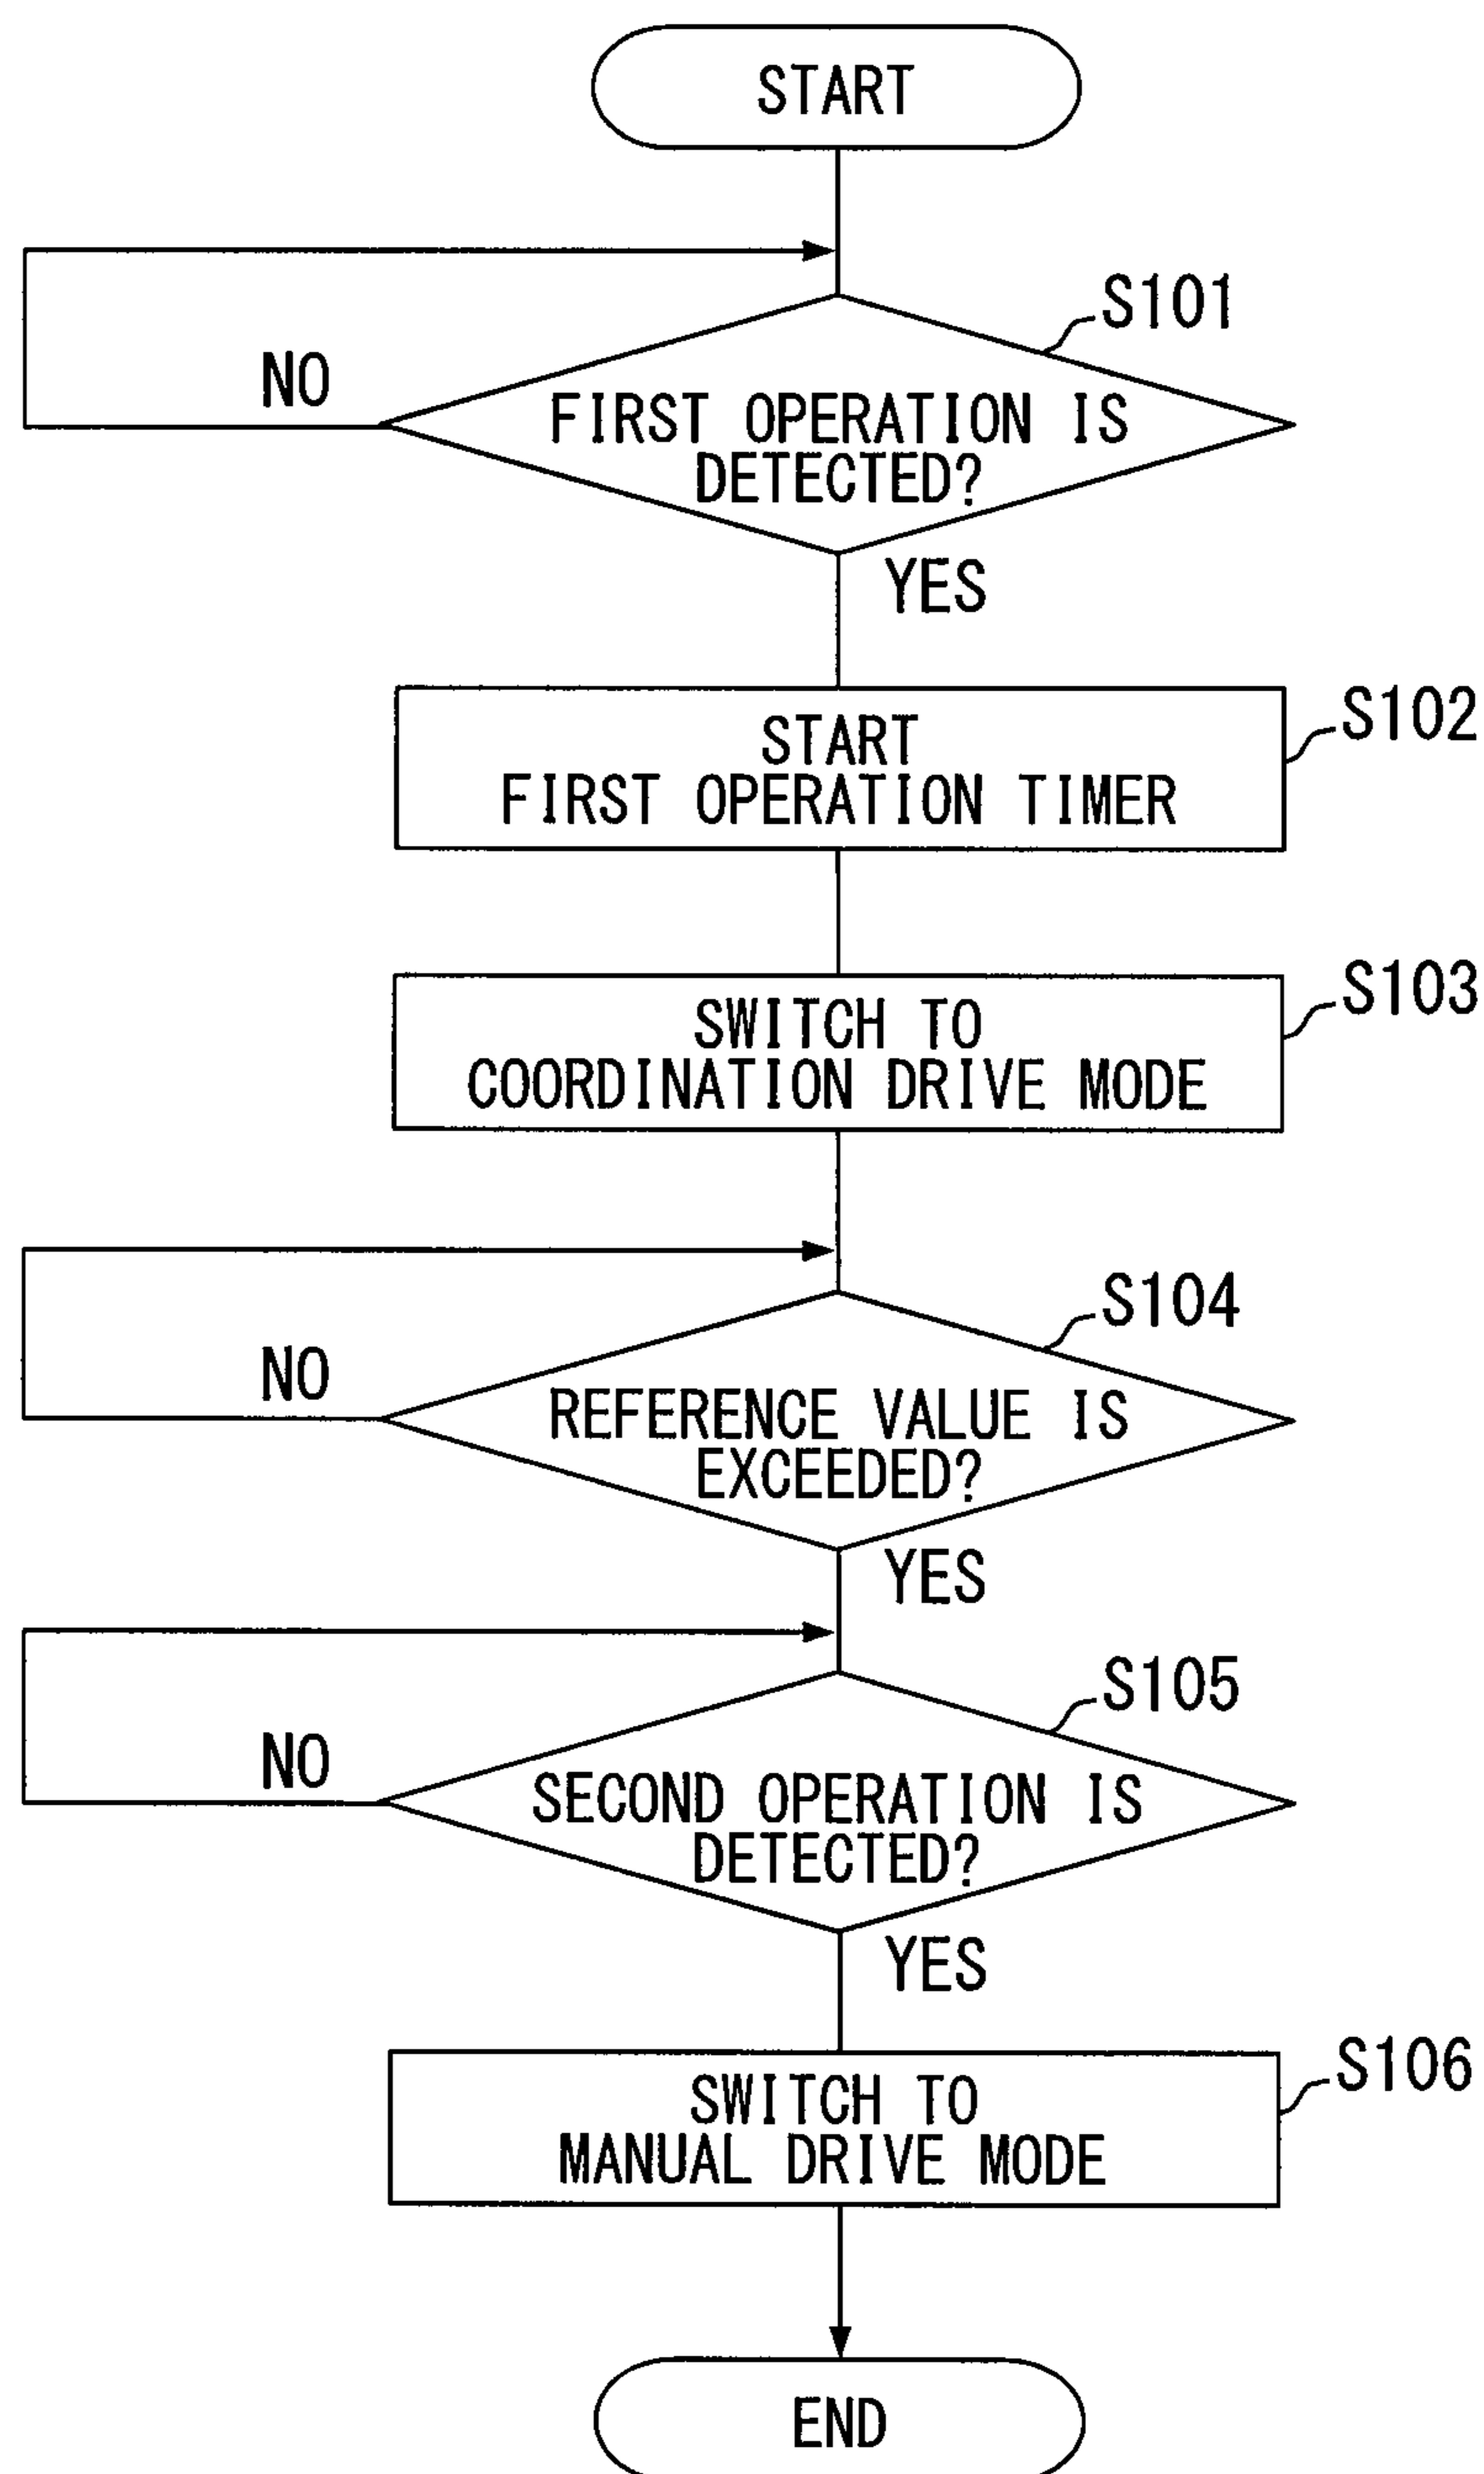 START
S101
NO
FIRST OPERATION IS
DETECTED?
YES
S102
START
FIRST OPERATION TIMER
S103
SWITCH TO
COORDINATION DRIVE MODE
S104
NO
REFERENCE VALUE IS
EXCEEDED?
YES
S105
NO
SECOND OPERATION IS
DETECTED?
YES
S106
SWITCH TO
MANUAL DRIVE MODE
END